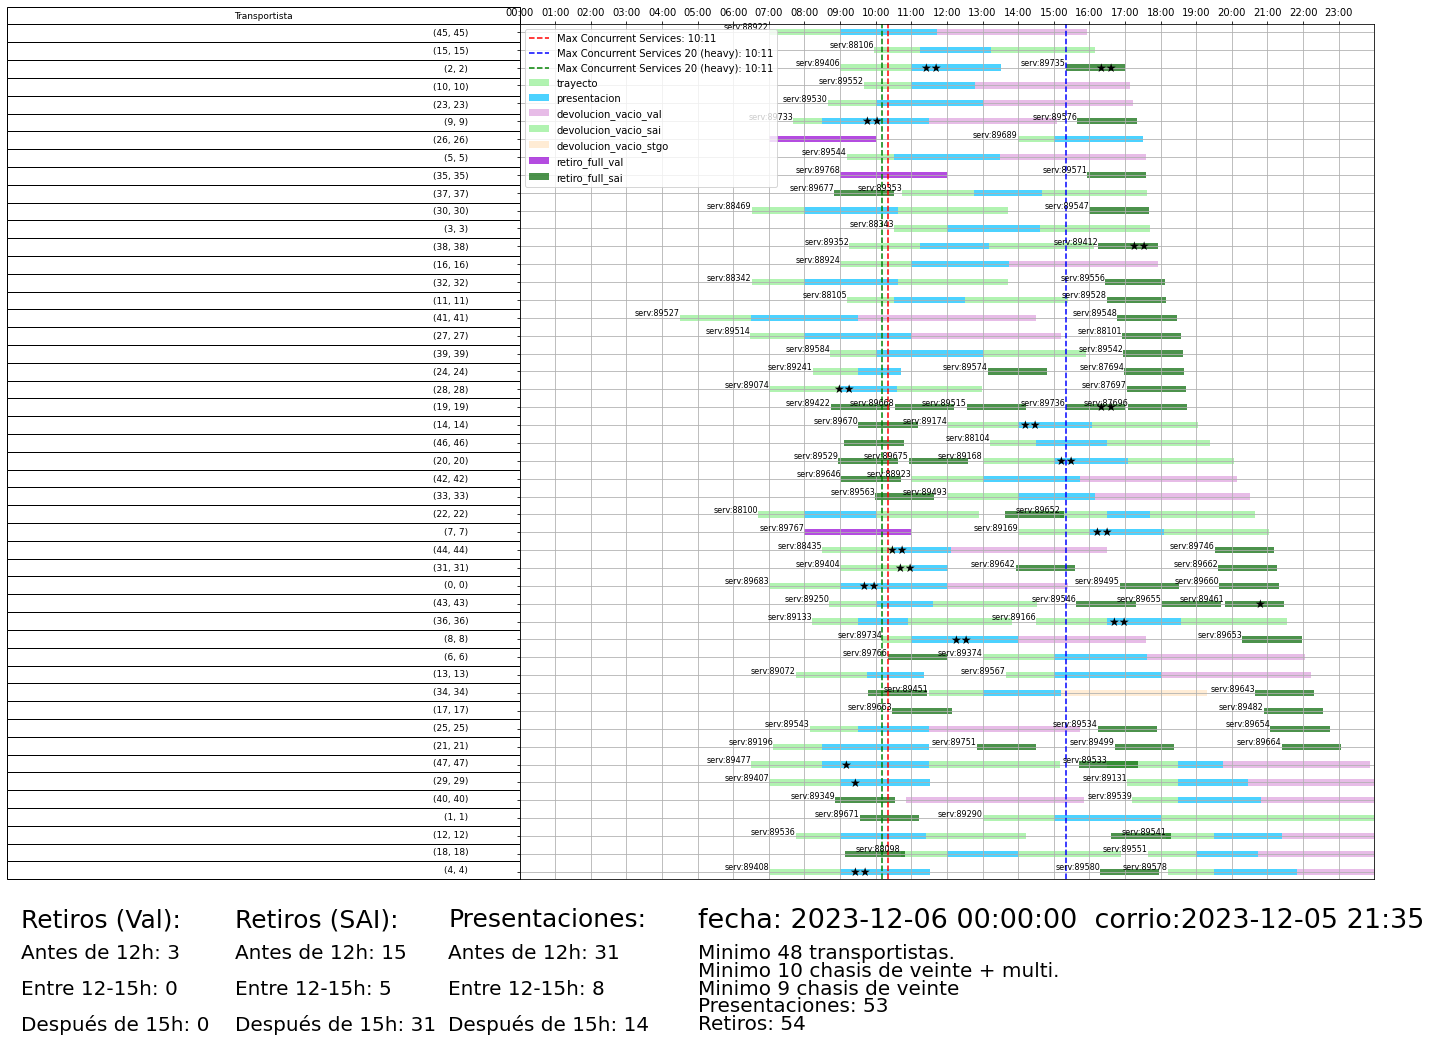 Transportista
00:00 01:00 02:00 03:00 04:00 05:00 06:00 07:00 08:00 09:00 10:00 11:00 12:00 13:00 14:00 15:00 16:00 17:00 18:00 19:00 20:00 21:00 22:00 23:00
Max Concurrent Services: 10:11
Max Concurrent Services 20 (heavy): 10:11
Max Concurrent Services 20 (heavy): 10:11
trayecto
presentacion
devolucion_vacio_val
devolucion_vacio_sai
devolucion_vacio_stgo
retiro_full_val
retiro_full_sai
(45, 45) serv:88922
(15, 15) serv:88106
(2, 2) serv:89406 serv:89735
(10, 10) serv:89552
(23, 23) serv:89530
(9, 9) serv:89733 serv:89576
(26, 26) serv:89689
(5, 5) serv:89544
(35, 35) serv:89768 serv:89571
(37, 37) serv:89677 serv:89353
(30, 30) serv:88469 serv:89547
(3, 3) serv:88343
(38, 38) serv:89352 serv:89412
(16, 16) serv:88924
(32, 32) serv:88342 serv:89556
(11, 11) serv:88105 serv:89528
(41, 41) serv:89527 serv:89548
(27, 27) serv:89514 serv:88101
(39, 39) serv:89584 serv:89542
(24, 24) serv:89241 serv:89574 serv:87694
(28, 28) serv:89074 serv:87697
(19, 19) serv:89422 serv:89668 serv:89515 serv:89736 serv:87696
(14, 14) serv:89670 serv:89174
(46, 46) serv:88104
(20, 20) serv:89529 serv:89675 serv:89168
(42, 42) serv:89646 serv:88923
(33, 33) serv:89563 serv:89493
(22, 22) serv:88100 serv:89652
(7, 7) serv:89767 serv:89169
(44, 44) serv:88435 serv:89746
(31, 31) serv:89404 serv:89642 serv:89662
(0, 0) serv:89683 serv:89495 serv:89660
(43, 43) serv:89250 serv:89546 serv:89655 serv:89461
(36, 36) serv:89133 serv:89166
(8, 8) serv:89734 serv:89653
(6, 6) serv:89766 serv:89374
(13, 13) serv:89072 serv:89567
(34, 34) serv:89451 serv:89643
(17, 17) serv:89663 serv:89482
(25, 25) serv:89543 serv:89534 serv:89654
(21, 21) serv:89196 serv:89751 serv:89499 serv:89664
(47, 47) serv:89477 serv:89533
(29, 29) serv:89407 serv:89131
(40, 40) serv:89349 serv:89539
(1, 1) serv:89671 serv:89290
(12, 12) serv:89536 serv:89541
(18, 18) serv:88098 serv:89551
(4, 4) serv:89408 serv:89580 serv:89578
Retiros (Val): Retiros (SAI): Presentaciones: fecha: 2023-12-06 00:00:00 corrio:2023-12-05 21:35
Antes de 12h: 3 Antes de 12h: 15 Antes de 12h: 31 Minimo 48 transportistas.
Minimo 10 chasis de veinte + multi.
Entre 12-15h: 0 Entre 12-15h: 5 Entre 12-15h: 8 Minimo 9 chasis de veinte
Presentaciones: 53
Después de 15h: 0 Después de 15h: 31 Después de 15h: 14 Retiros: 54